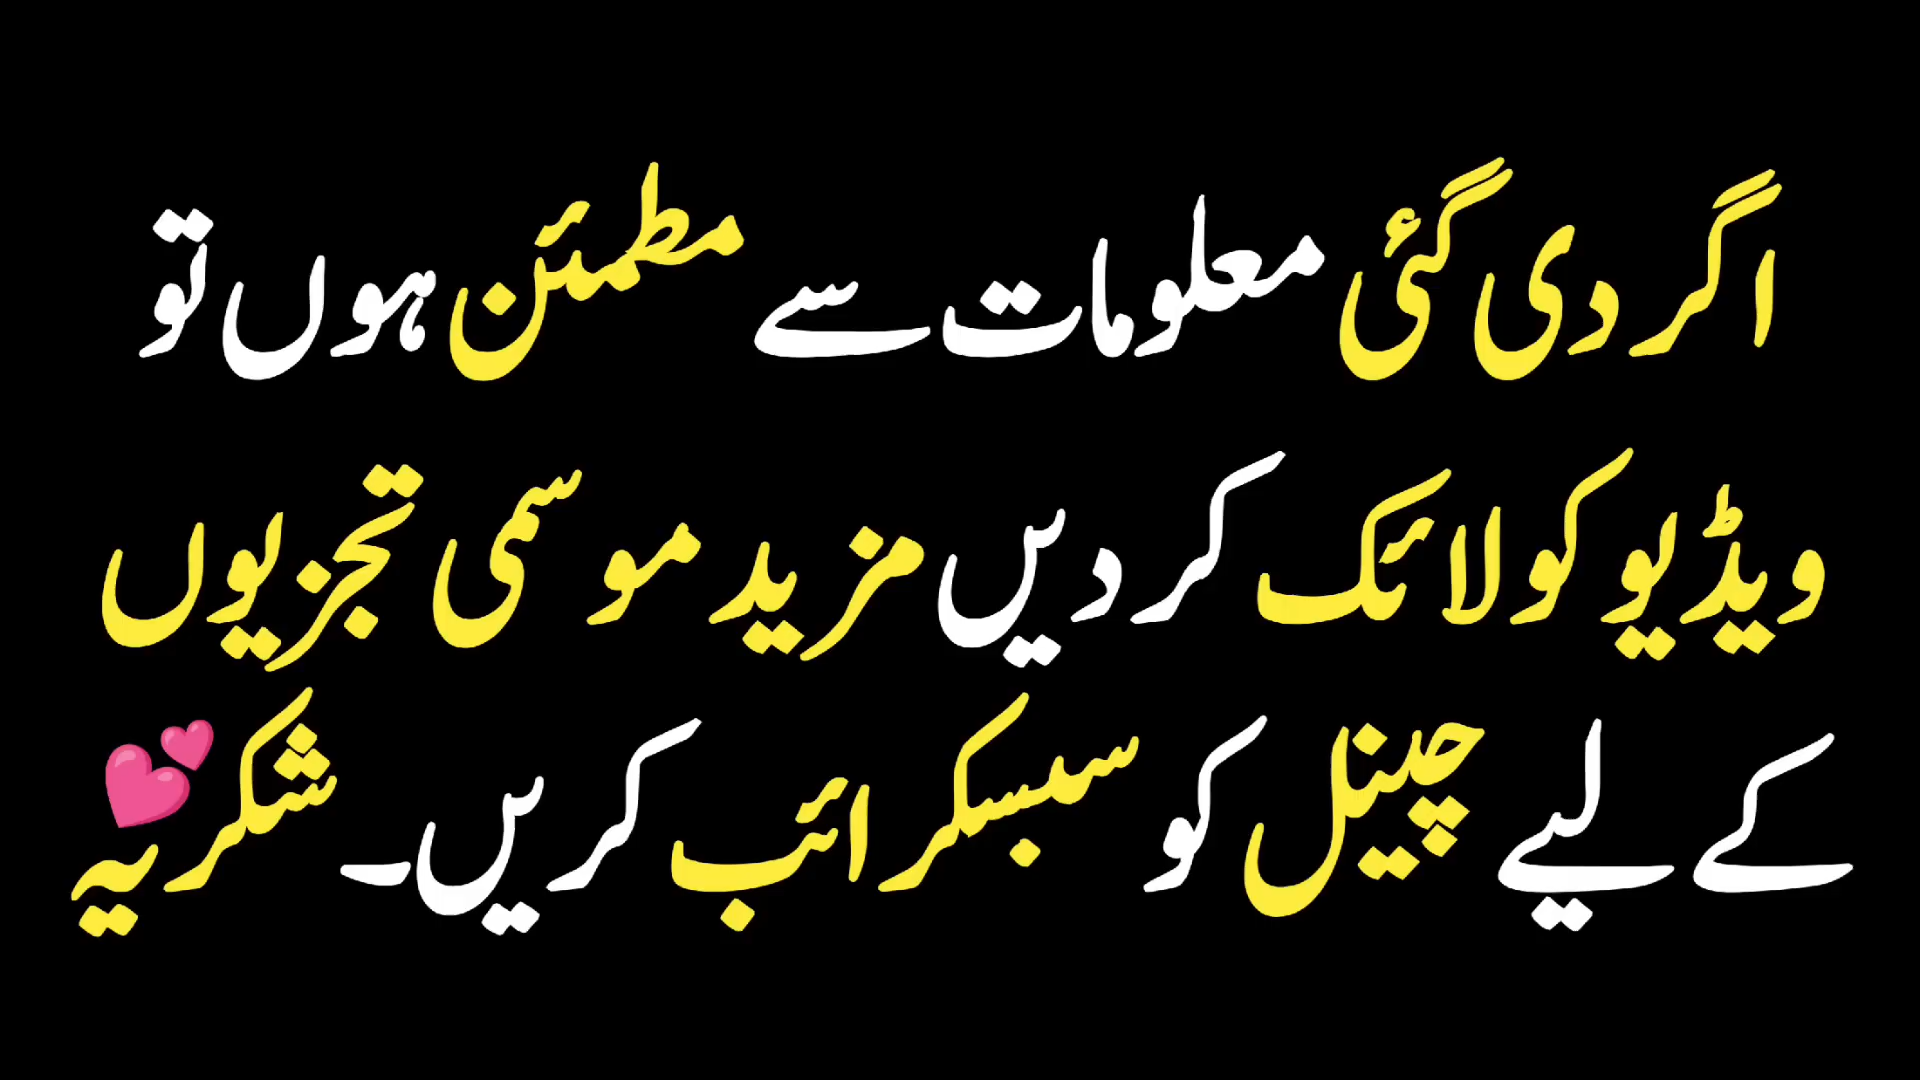 اگر دی گئی معلومات سے مطمئن ہوں تو
ویڈیو کو لائک کر دیں مزید موسمی تجزیوں
کے لیے چینل کو سبسکرائب کریں۔ شکریہ 💕